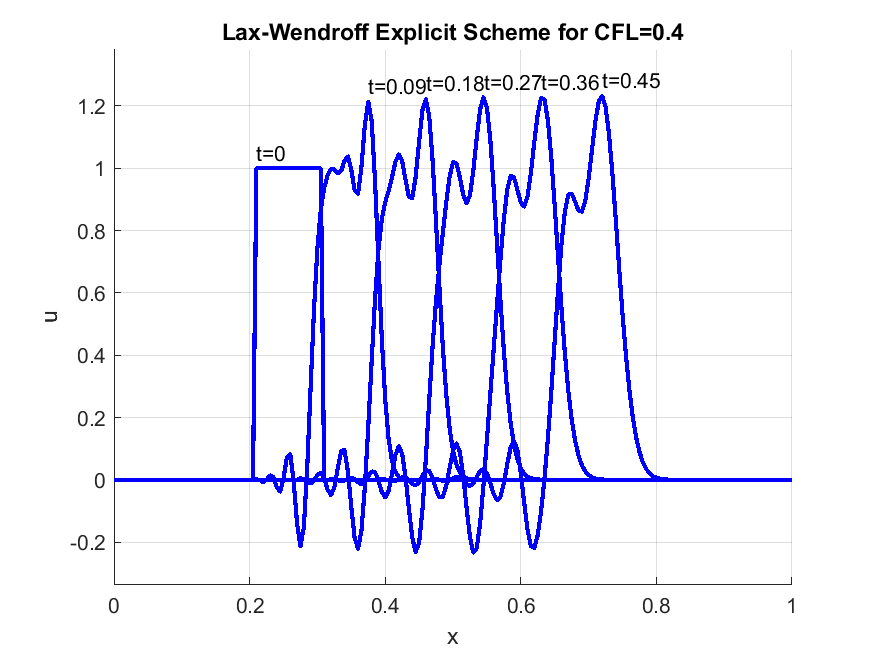 Lax-Wendroff Explicit Scheme for CFL=0.4
t=0.09 t=0.18 t=0.27 t=0.36 t=0.45
1.2
t=0
1
0.8
0.6
u
0.4
0.2
0
-0.2
0 0.2 0.4 0.6 0.8 1
x